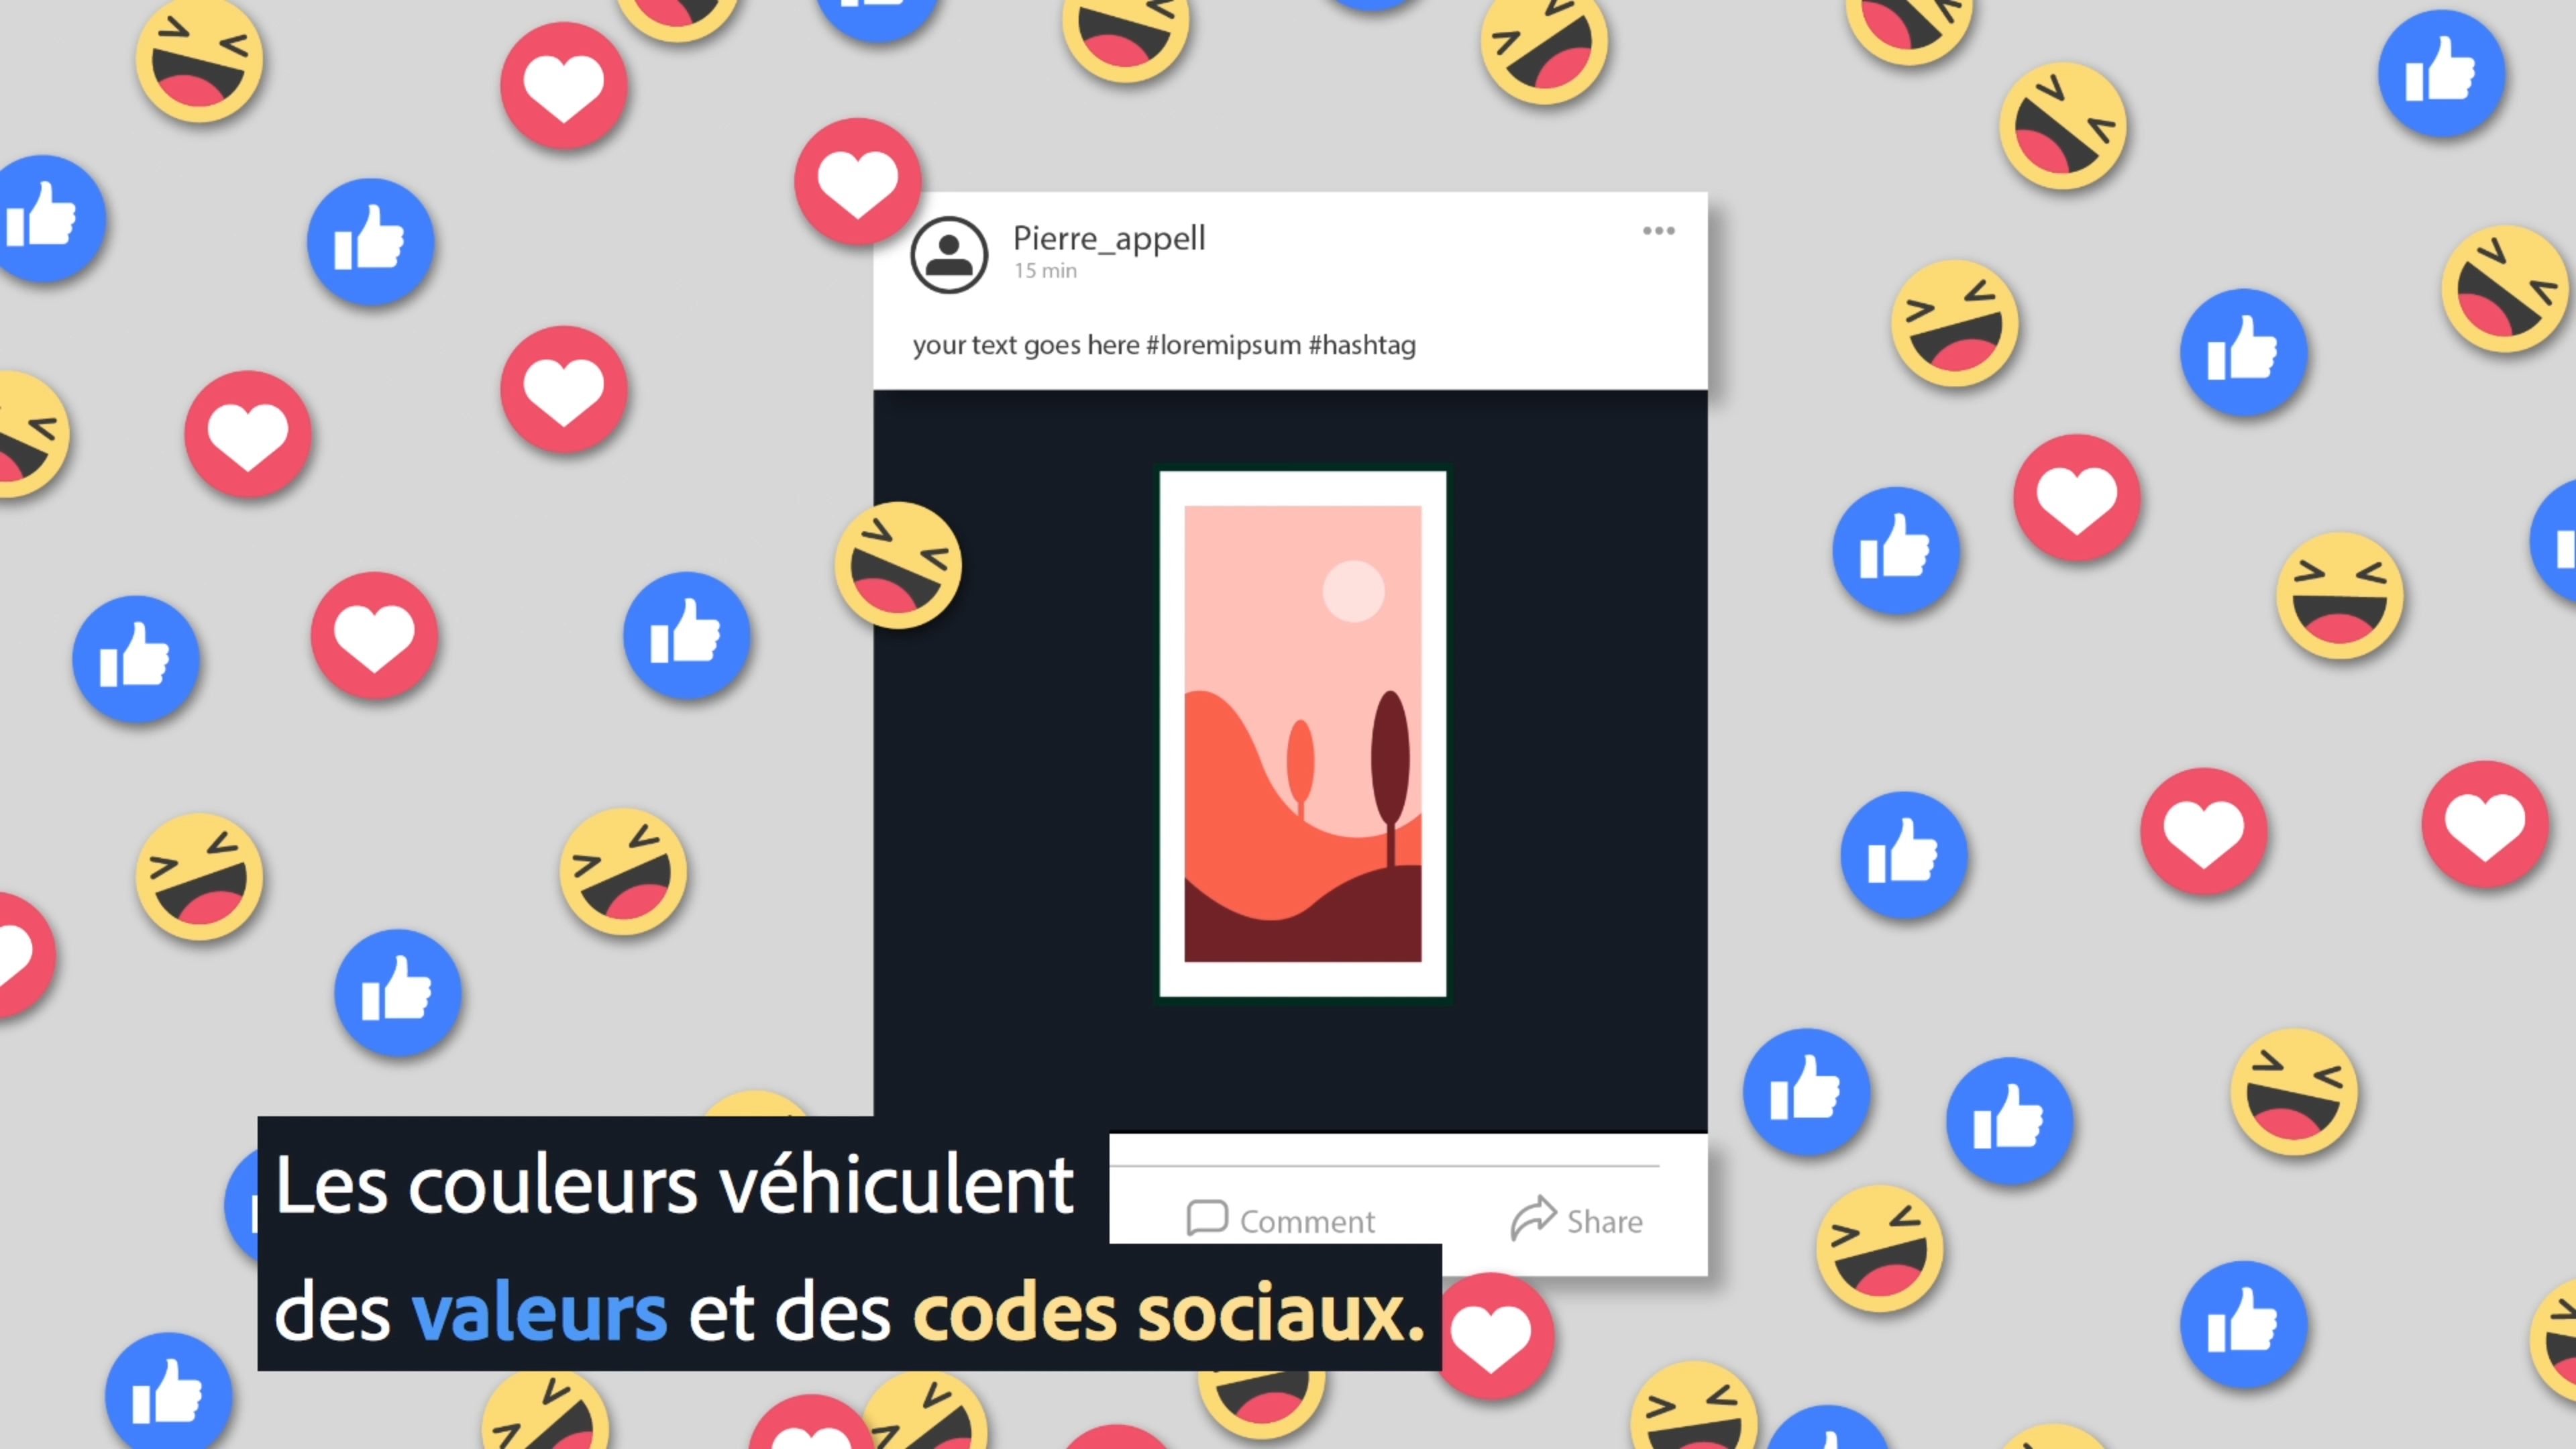 Pierre_appell
15 min
your text goes here #loremipsum #hashtag
Comment
Share
Les couleurs véhiculent
des valeurs et des codes sociaux.